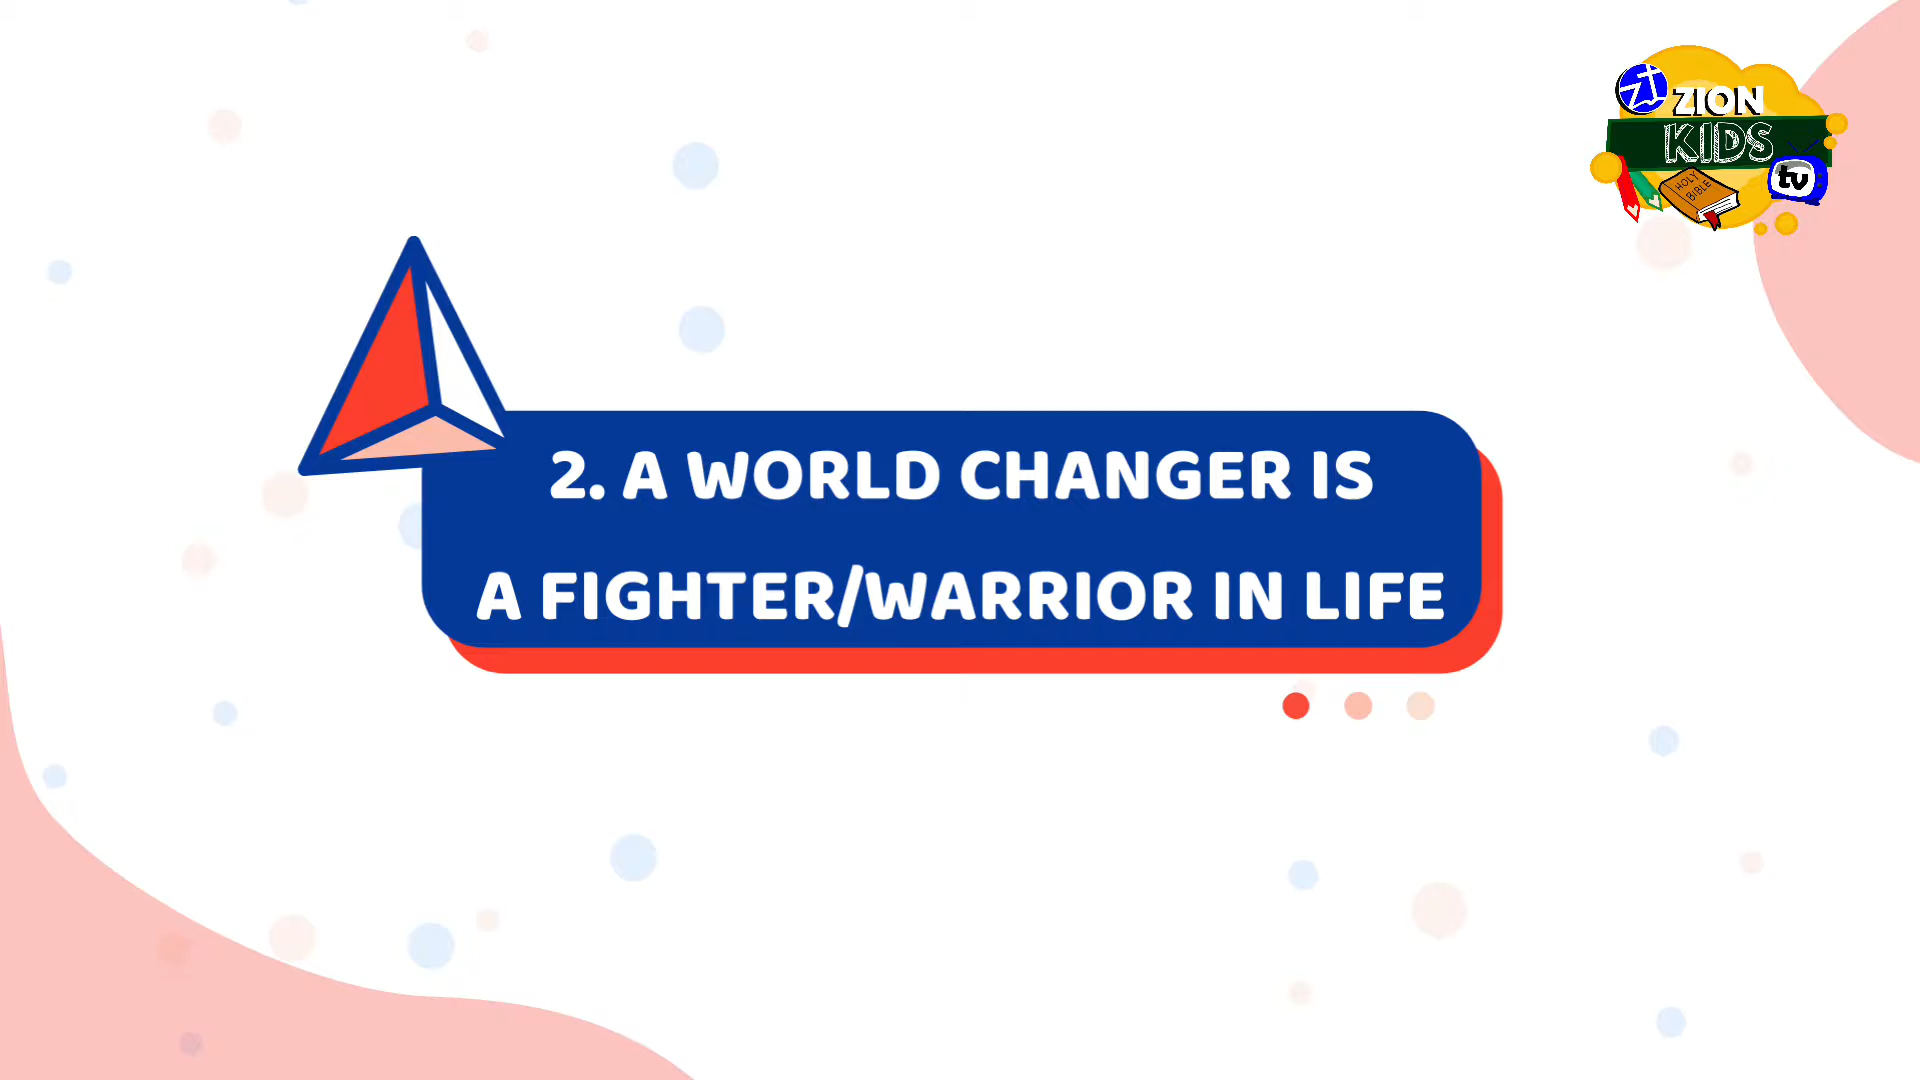 ZION
KIDS
tv
HOLY
BIBLE
2. A WORLD CHANGER IS
A FIGHTER/WARRIOR IN LIFE